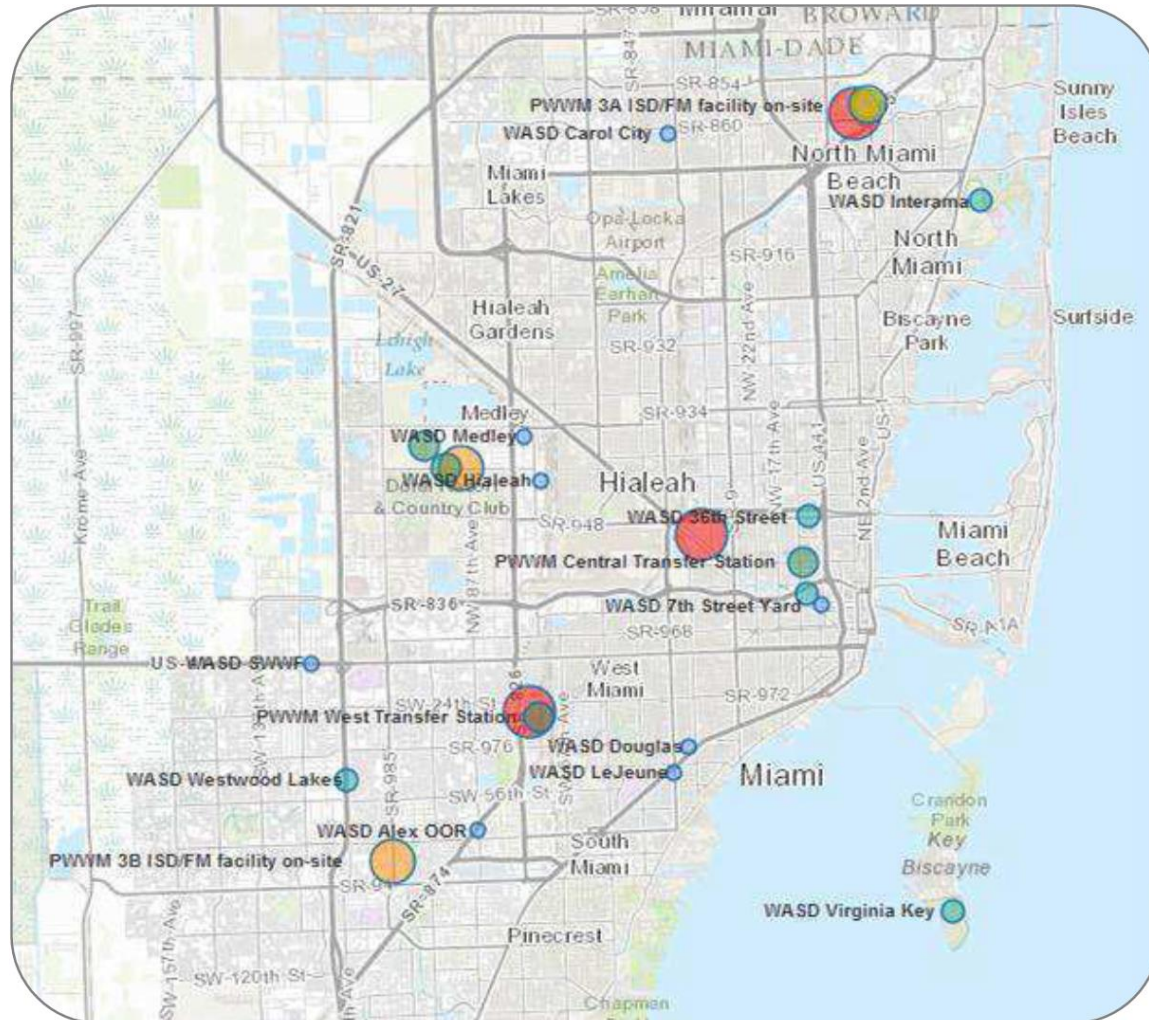 SR-858
Miramar
BROWARD
MIAMI-DADE
SR-847
SR-854
Sunny
Isles
Beach
PWWM 3A ISD/FM facility on-site
WASD Carol City
SR-860
North Miami
Beach
Miami
Lakes
WASD Interama
SR-821
Opa-Locka
Airport
North
Miami
US-27
SR-916
Amelia
Earhart
Park
NW 22nd Ave
SR-997
Hialeah
Gardens
Biscayne
Park
Surfside
Lehigh
Lake
SR-932
US-1
Medley
SR-934
NW 17th Ave
US-441
WASD Medley
WASD Hialeah
Hialeah
& Country Club
Krome Ave
NE 2nd Ave
WASD 36th Street
SR-948
Miami
Beach
PWWM Central Transfer Station
NW 87th Ave
SR-836
WASD 7th Street Yard
Trail
Glades
Range
SR-968
SR-A1A
WASD SWWF
West
Miami
SR-972
SW 24th St
PWWM West Transfer Station
SR-976
WASD Douglas
SR-985
WASD LeJeune
Miami
WASD Westwood Lakes
SW 56th St
Crandon
Park
Key
Biscayne
WASD Alex OOR
South
Miami
PWWM 3B ISD/FM facility on-site
SR-874
WASD Virginia Key
Pinecrest
SW 157th Ave
SW-120th St
Chapman